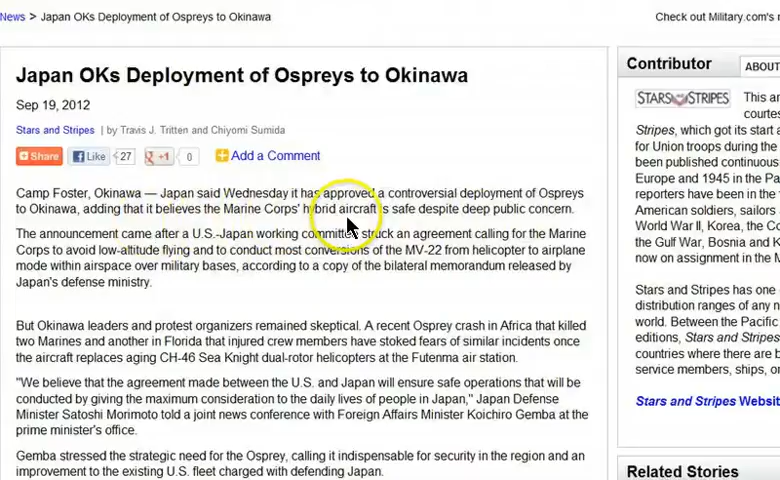 News > Japan OKs Deployment of Ospreys to Okinawa
Check out Military.com's
Japan OKs Deployment of Ospreys to Okinawa
Sep 19, 2012
Stars and Stripes | by Travis J. Tritten and Chiyomi Sumida
Share Like 27 +1 0 Add a Comment
Camp Foster, Okinawa — Japan said Wednesday it has approved a controversial deployment of Ospreys
to Okinawa, adding that it believes the Marine Corps' hybrid aircraft is safe despite deep public concern.
The announcement came after a U.S.-Japan working committee struck an agreement calling for the Marine
Corps to avoid low-altitude flying and to conduct most conversions of the MV-22 from helicopter to airplane
mode within airspace over military bases, according to a copy of the bilateral memorandum released by
Japan's defense ministry.
But Okinawa leaders and protest organizers remained skeptical. A recent Osprey crash in Africa that killed
two Marines and another in Florida that injured crew members have stoked fears of similar incidents once
the aircraft replaces aging CH-46 Sea Knight dual-rotor helicopters at the Futenma air station.
"We believe that the agreement made between the U.S. and Japan will ensure safe operations that will be
conducted by giving the maximum consideration to the daily lives of people in Japan," Japan Defense
Minister Satoshi Morimoto told a joint news conference with Foreign Affairs Minister Koichiro Gemba at the
prime minister's office.
Gemba stressed the strategic need for the Osprey, calling it indispensable for security in the region and an
improvement to the existing U.S. fleet charged with defending Japan.
Contributor ABOUT
STARS AND STRIPES This
courtes
Stripes, which got its start
for Union troops during the
been published continuous
Europe and 1945 in the Pa
reporters have been in the
American soldiers, sailors
World War II, Korea, the Co
the Gulf War, Bosnia and K
now on assignment in the M
Stars and Stripes has one
distribution ranges of any n
world. Between the Pacific
editions, Stars and Stripes
countries where there are b
service members, ships, or
Stars and Stripes Websit
Related Stories